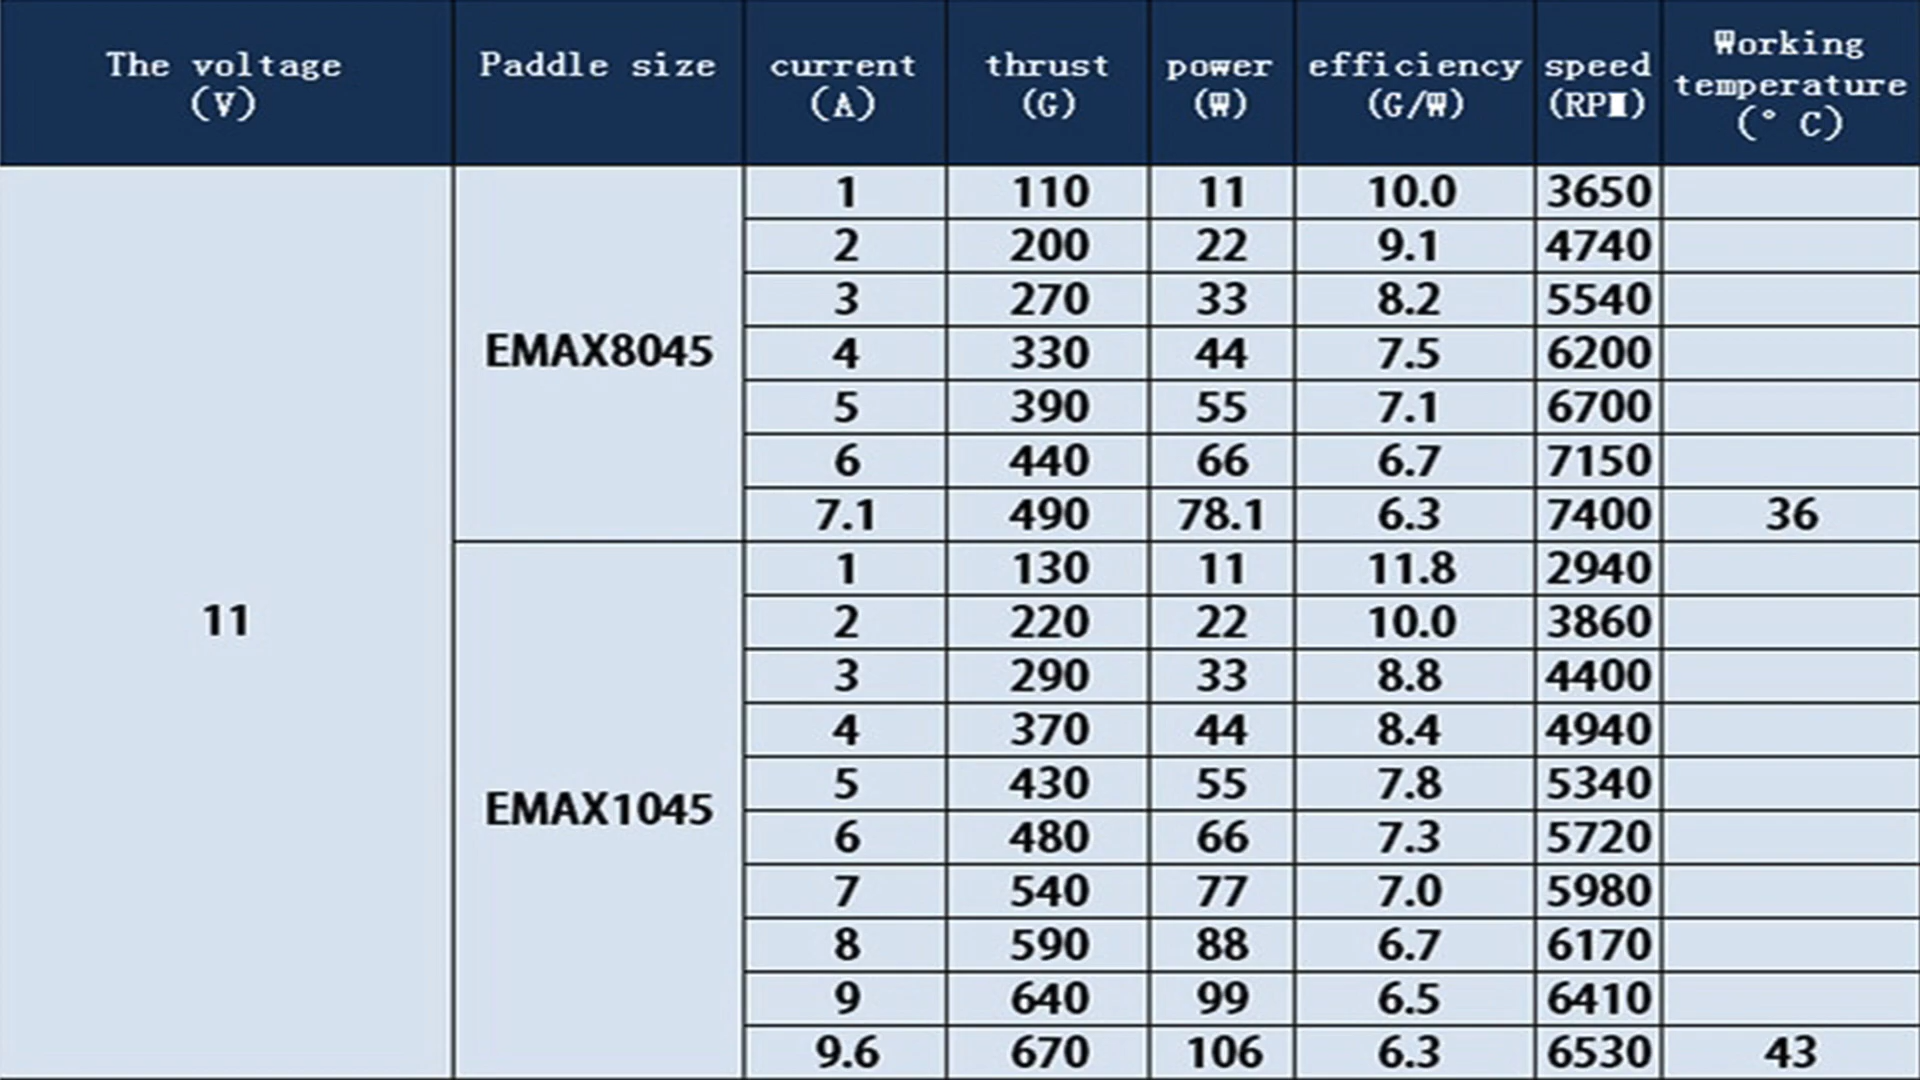 The voltage (V) Paddle size current (A) thrust (G) power (W) efficiency (G/W) speed (RPM) Working temperature (° C)
11
EMAX8045
1 110 11 10.0 3650
2 200 22 9.1 4740
3 270 33 8.2 5540
4 330 44 7.5 6200
5 390 55 7.1 6700
6 440 66 6.7 7150
7.1 490 78.1 6.3 7400 36
EMAX1045
1 130 11 11.8 2940
2 220 22 10.0 3860
3 290 33 8.8 4400
4 370 44 8.4 4940
5 430 55 7.8 5340
6 480 66 7.3 5720
7 540 77 7.0 5980
8 590 88 6.7 6170
9 640 99 6.5 6410
9.6 670 106 6.3 6530 43